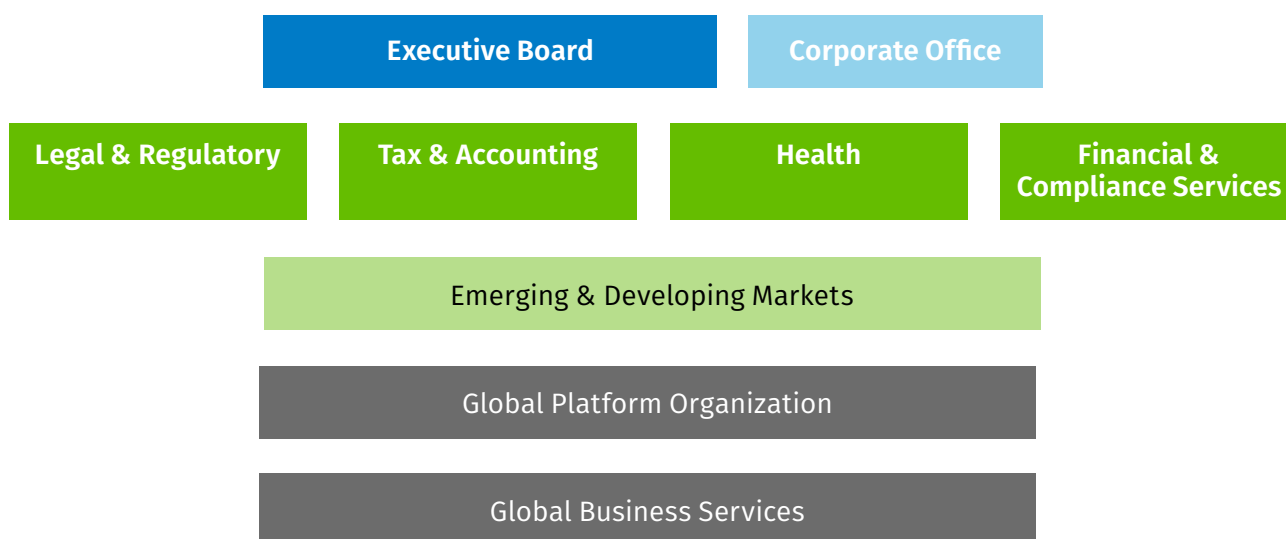 Executive Board
Corporate Office
Legal & Regulatory
Tax & Accounting
Health
Financial &
Compliance Services
Emerging & Developing Markets
Global Platform Organization
Global Business Services